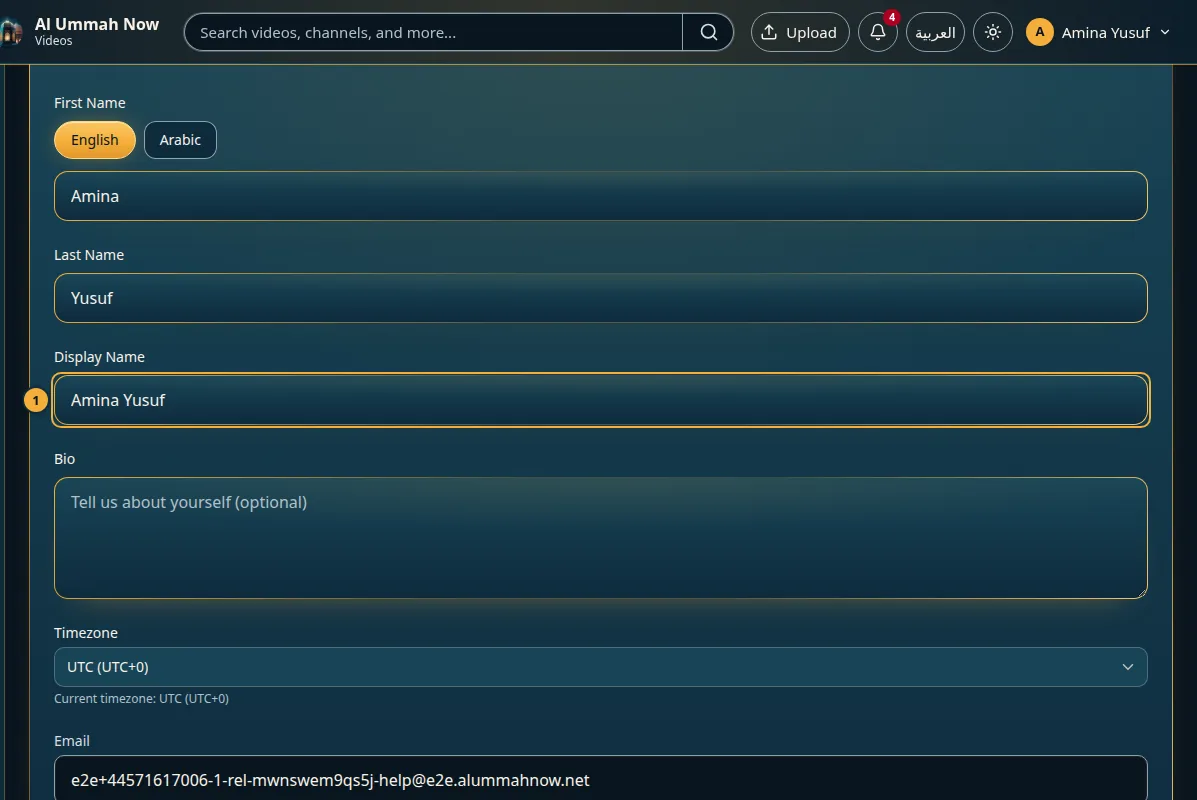 Al Ummah Now
Videos
Search videos, channels, and more...
Upload
4
العربية
A
Amina Yusuf
First Name
English
Arabic
Amina
Last Name
Yusuf
Display Name
1
Amina Yusuf
Bio
Tell us about yourself (optional)
Timezone
UTC (UTC+0)
Current timezone: UTC (UTC+0)
Email
e2e+44571617006-1-rel-mwnswem9qs5j-help@e2e.alummahnow.net